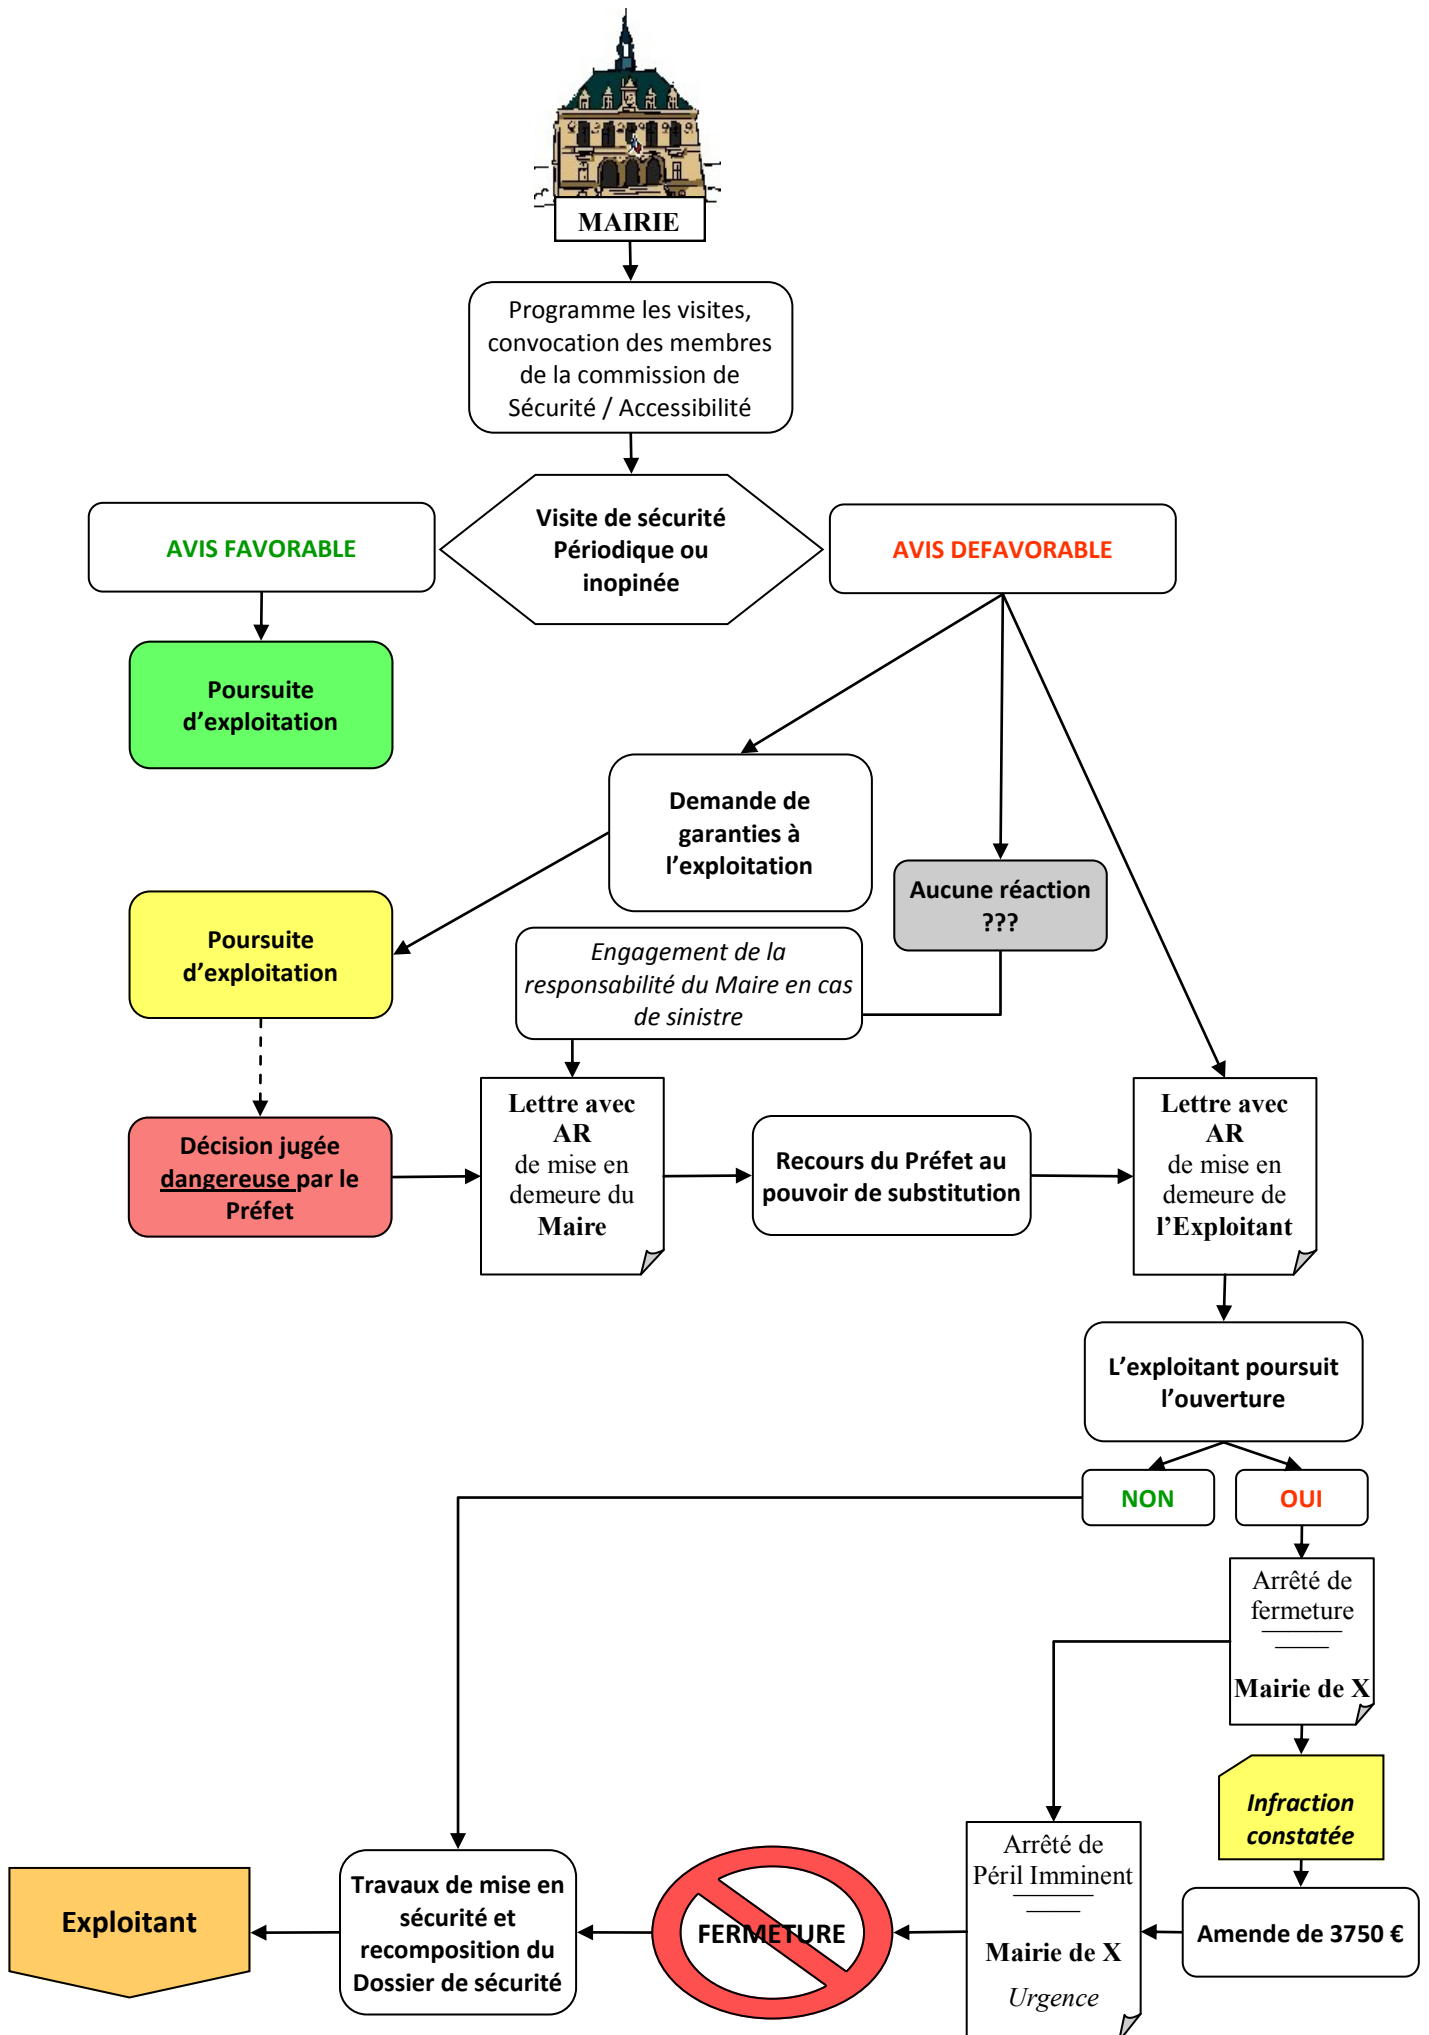 MAIRIE
Programme les visites,
convocation des membres
de la commission de
Sécurité / Accessibilité
AVIS FAVORABLE
Visite de sécurité
Périodique ou
inopinée
AVIS DEFAVORABLE
Poursuite
d’exploitation
Demande de
garanties à
l’exploitation
Aucune réaction
???
Poursuite
d’exploitation
Engagement de la
responsabilité du Maire en cas
de sinistre
Décision jugée
dangereuse par le
Préfet
Lettre avec
AR
de mise en
demeure du
Maire
Recours du Préfet au
pouvoir de substitution
Lettre avec
AR
de mise en
demeure de
l’Exploitant
L’exploitant poursuit
l’ouverture
NON
OUI
Arrêté de
fermeture
Mairie de X
Infraction
constatée
Amende de 3750 €
Arrêté de
Péril Imminent
Mairie de X
Urgence
FERMETURE
Travaux de mise en
sécurité et
recomposition du
Dossier de sécurité
Exploitant